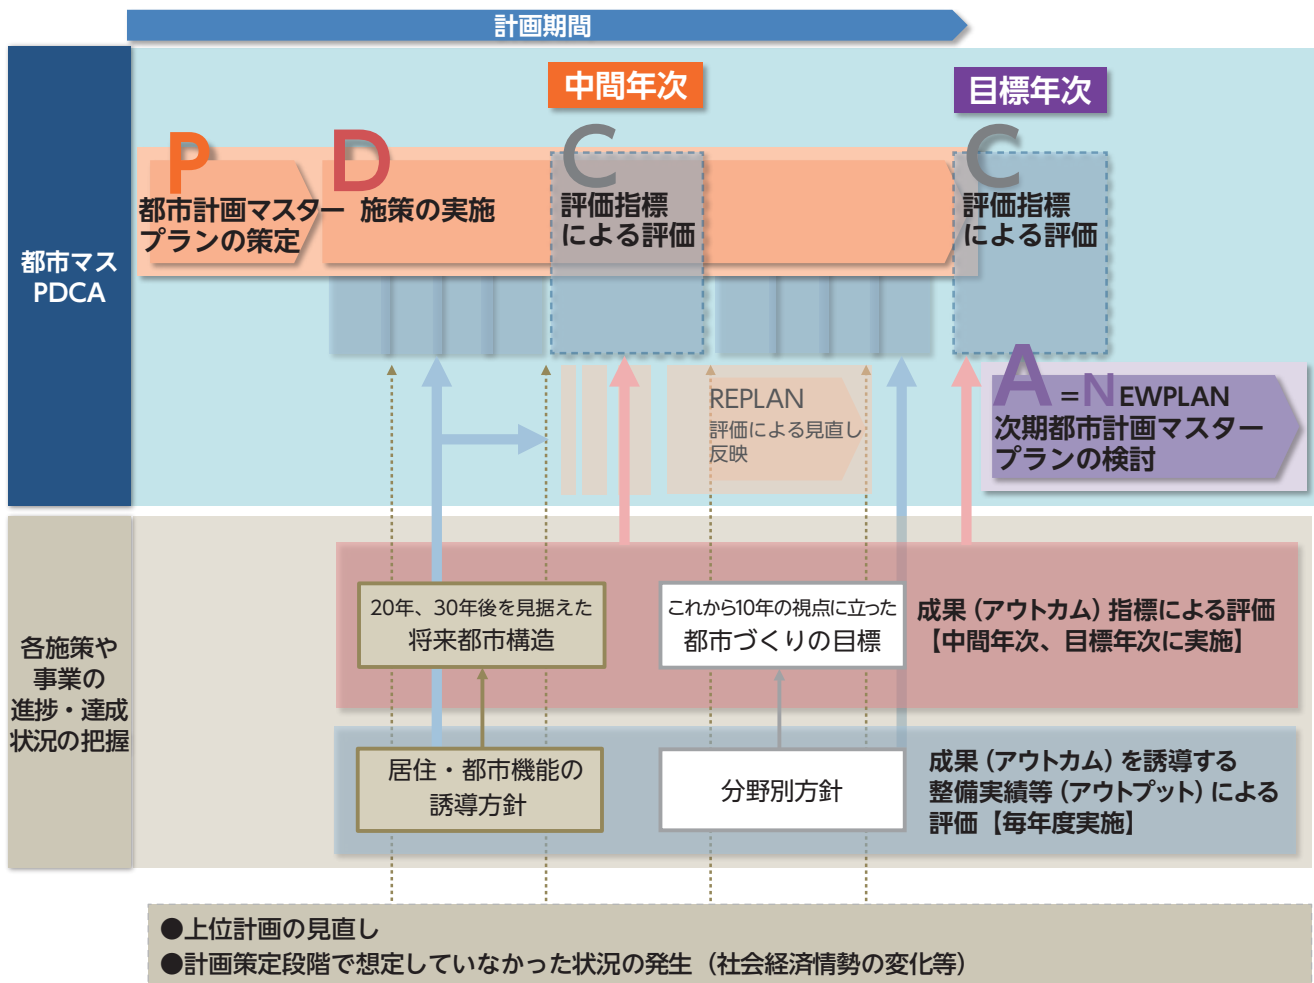 計画期間
中間年次
目標年次
都市マス
PDCA
P
都市計画マスター
プランの策定
D
施策の実施
C
評価指標
による評価
C
評価指標
による評価
REPLAN
評価による見直し
反映
A=NEWPLAN
次期都市計画マスター
プランの検討
各施策や
事業の
進捗・達成
状況の把握
20年、30年後を見据えた
将来都市構造
これから10年の視点に立った
都市づくりの目標
成果(アウトカム)指標による評価
【中間年次、目標年次に実施】
居住・都市機能の
誘導方針
分野別方針
成果(アウトカム)を誘導する
整備実績等(アウトプット)による
評価【毎年度実施】
●上位計画の見直し
●計画策定段階で想定していなかった状況の発生(社会経済情勢の変化等)